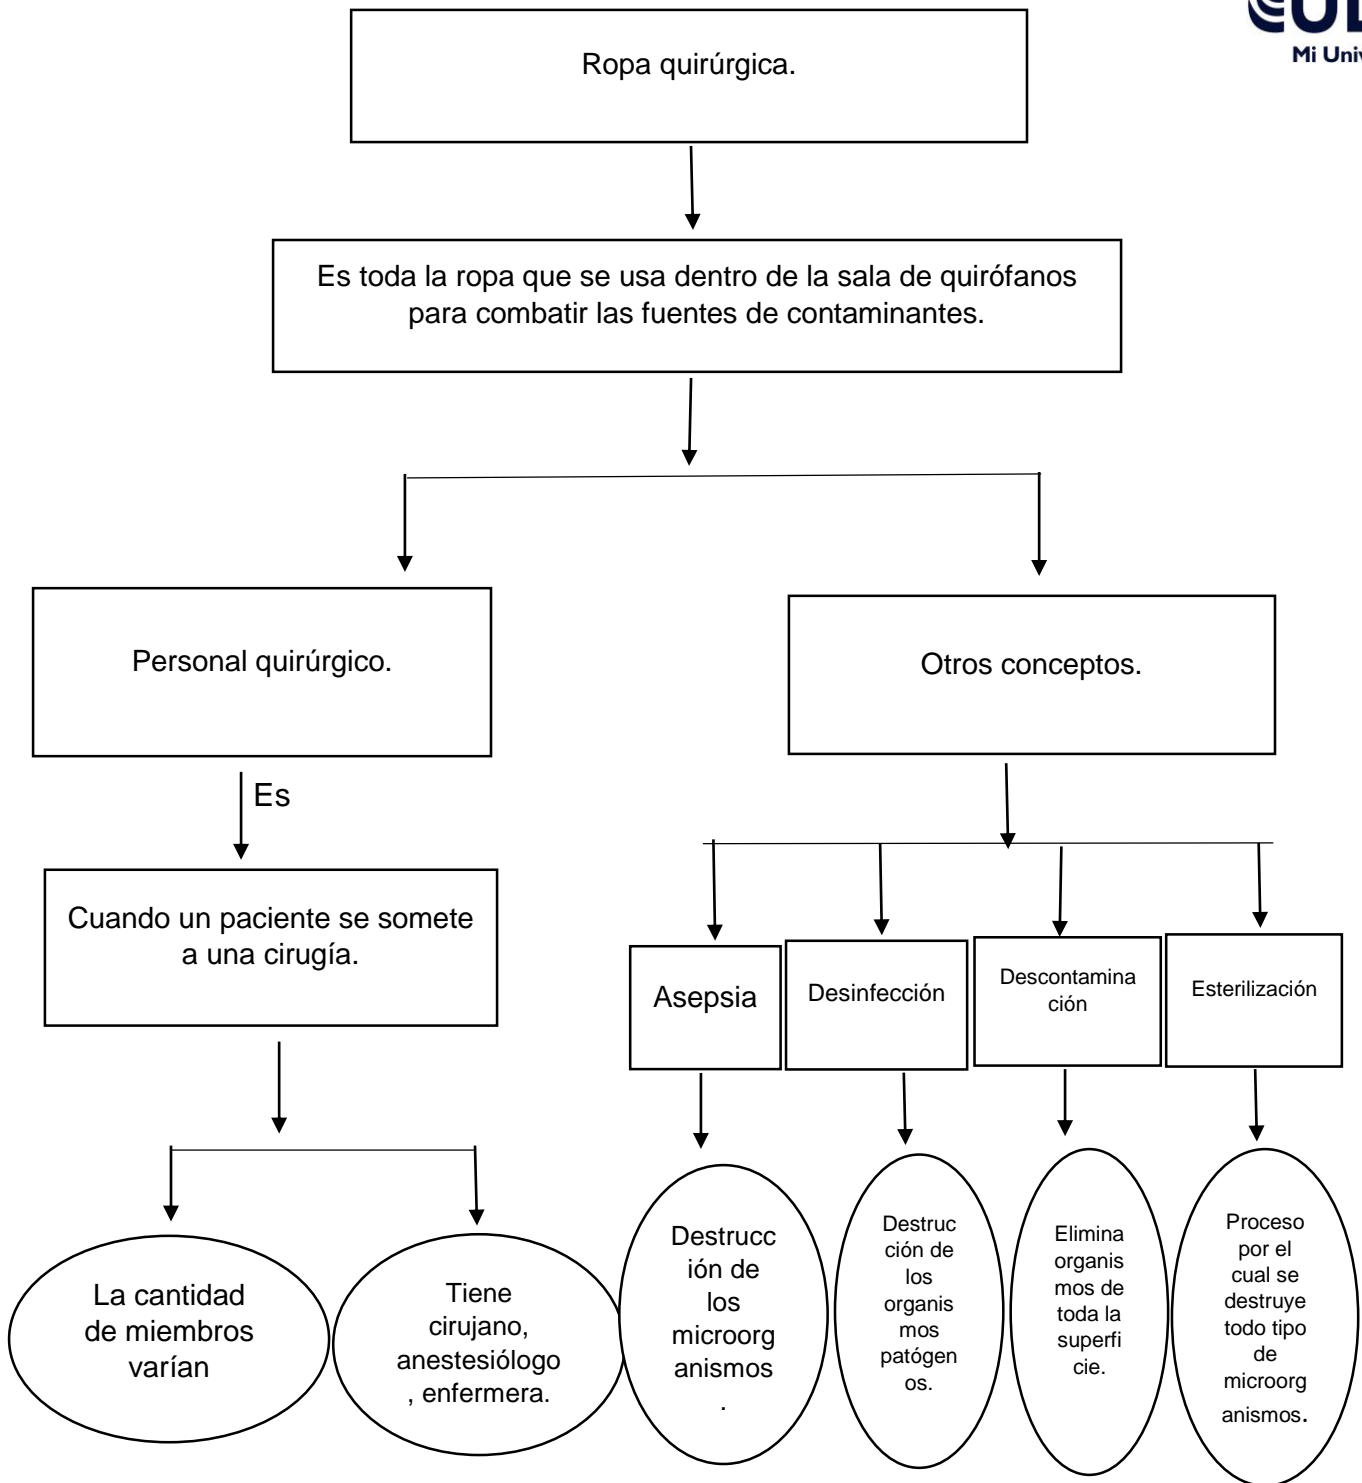 Mi Univ
Ropa quirúrgica.
Es toda la ropa que se usa dentro de la sala de quirófanos
para combatir las fuentes de contaminantes.
Personal quirúrgico.
Otros conceptos.
Es
Cuando un paciente se somete
a una cirugía.
Asepsia
Desinfección
Descontamina
ción
Esterilización
La cantidad
de miembros
varían
Tiene
cirujano,
anestesiólogo
, enfermera.
Destrucc
ión de
los
microorg
anismos
.
Destruc
ción de
los
organis
mos
patógen
os.
Elimina
organis
mos de
toda la
superfi
cie.
Proceso
por el
cual se
destruye
todo tipo
de
microorg
anismos.